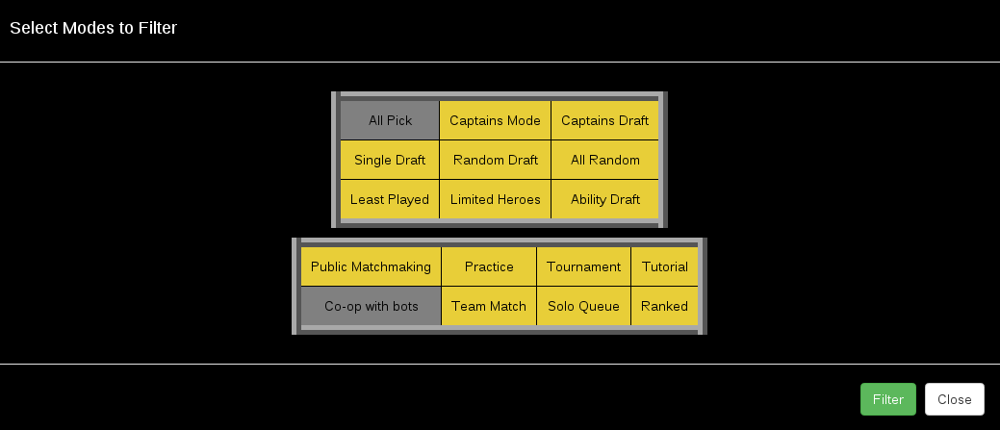 Select Modes to Filter
All Pick Captains Mode Captains Draft
Single Draft Random Draft All Random
Least Played Limited Heroes Ability Draft
Public Matchmaking Practice Tournament Tutorial
Co-op with bots Team Match Solo Queue Ranked
Filter Close